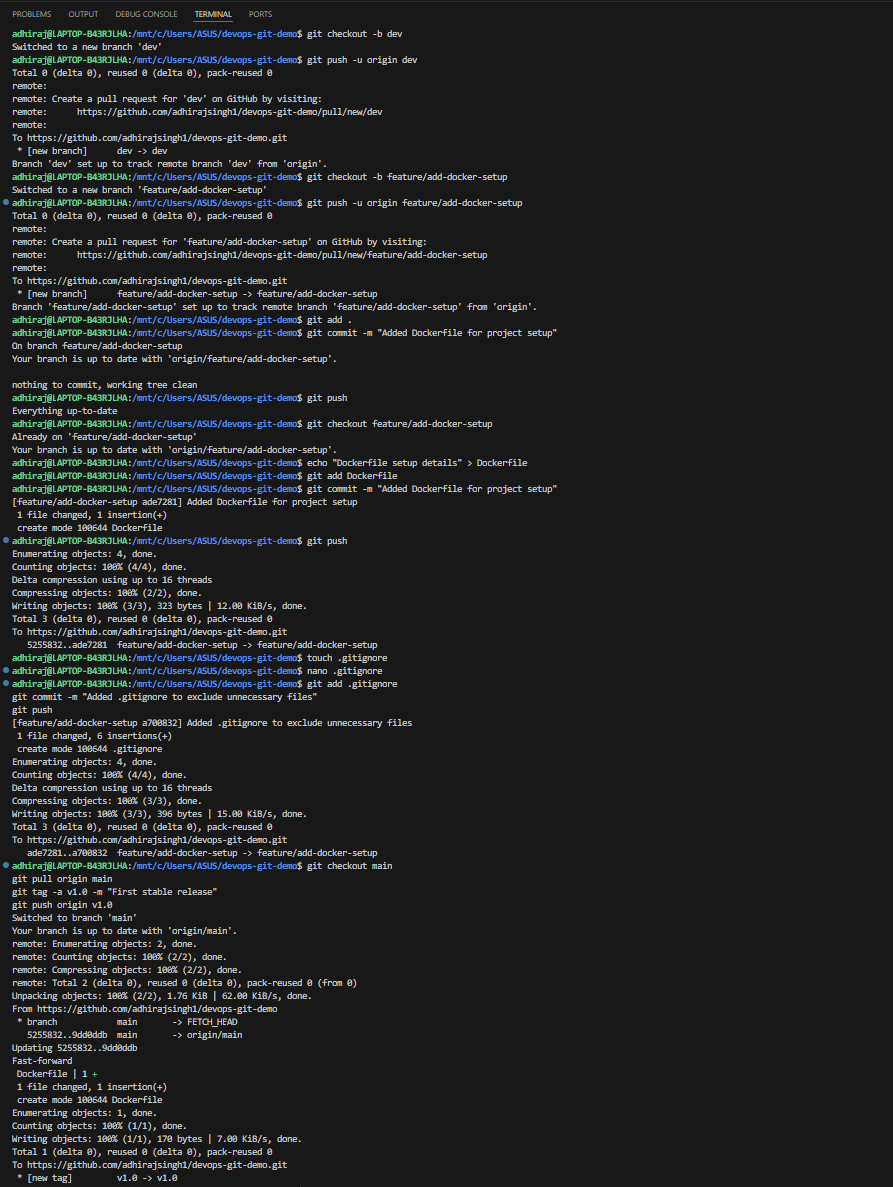 PROBLEMS OUTPUT DEBUG CONSOLE TERMINAL PORTS
adhiraj@LAPTOP-B43RJLHA:/mnt/c/Users/ASUS/devops-git-demo$ git checkout -b dev
Switched to a new branch 'dev'
adhiraj@LAPTOP-B43RJLHA:/mnt/c/Users/ASUS/devops-git-demo$ git push -u origin dev
Total 0 (delta 0), reused 0 (delta 0), pack-reused 0
remote:
remote: Create a pull request for 'dev' on GitHub by visiting:
remote:      https://github.com/adhirajsingh1/devops-git-demo/pull/new/dev
remote:
To https://github.com/adhirajsingh1/devops-git-demo.git
 * [new branch]      dev -> dev
Branch 'dev' set up to track remote branch 'dev' from 'origin'.
adhiraj@LAPTOP-B43RJLHA:/mnt/c/Users/ASUS/devops-git-demo$ git checkout -b feature/add-docker-setup
Switched to a new branch 'feature/add-docker-setup'
adhiraj@LAPTOP-B43RJLHA:/mnt/c/Users/ASUS/devops-git-demo$ git push -u origin feature/add-docker-setup
Total 0 (delta 0), reused 0 (delta 0), pack-reused 0
remote:
remote: Create a pull request for 'feature/add-docker-setup' on GitHub by visiting:
remote:      https://github.com/adhirajsingh1/devops-git-demo/pull/new/feature/add-docker-setup
remote:
To https://github.com/adhirajsingh1/devops-git-demo.git
 * [new branch]      feature/add-docker-setup -> feature/add-docker-setup
Branch 'feature/add-docker-setup' set up to track remote branch 'feature/add-docker-setup' from 'origin'.
adhiraj@LAPTOP-B43RJLHA:/mnt/c/Users/ASUS/devops-git-demo$ git add .
adhiraj@LAPTOP-B43RJLHA:/mnt/c/Users/ASUS/devops-git-demo$ git commit -m "Added Dockerfile for project setup"
On branch feature/add-docker-setup
Your branch is up to date with 'origin/feature/add-docker-setup'.

nothing to commit, working tree clean
adhiraj@LAPTOP-B43RJLHA:/mnt/c/Users/ASUS/devops-git-demo$ git push
Everything up-to-date
adhiraj@LAPTOP-B43RJLHA:/mnt/c/Users/ASUS/devops-git-demo$ git checkout feature/add-docker-setup
Already on 'feature/add-docker-setup'
Your branch is up to date with 'origin/feature/add-docker-setup'.
adhiraj@LAPTOP-B43RJLHA:/mnt/c/Users/ASUS/devops-git-demo$ echo "Dockerfile setup details" > Dockerfile
adhiraj@LAPTOP-B43RJLHA:/mnt/c/Users/ASUS/devops-git-demo$ git add Dockerfile
adhiraj@LAPTOP-B43RJLHA:/mnt/c/Users/ASUS/devops-git-demo$ git commit -m "Added Dockerfile for project setup"
[feature/add-docker-setup ade7281] Added Dockerfile for project setup
 1 file changed, 1 insertion(+)
 create mode 100644 Dockerfile
adhiraj@LAPTOP-B43RJLHA:/mnt/c/Users/ASUS/devops-git-demo$ git push
Enumerating objects: 4, done.
Counting objects: 100% (4/4), done.
Delta compression using up to 16 threads
Compressing objects: 100% (2/2), done.
Writing objects: 100% (3/3), 323 bytes | 12.00 KiB/s, done.
Total 3 (delta 0), reused 0 (delta 0), pack-reused 0
To https://github.com/adhirajsingh1/devops-git-demo.git
   5255832..ade7281  feature/add-docker-setup -> feature/add-docker-setup
adhiraj@LAPTOP-B43RJLHA:/mnt/c/Users/ASUS/devops-git-demo$ touch .gitignore
adhiraj@LAPTOP-B43RJLHA:/mnt/c/Users/ASUS/devops-git-demo$ nano .gitignore
adhiraj@LAPTOP-B43RJLHA:/mnt/c/Users/ASUS/devops-git-demo$ git add .gitignore
git commit -m "Added .gitignore to exclude unnecessary files"
git push
[feature/add-docker-setup a700832] Added .gitignore to exclude unnecessary files
 1 file changed, 6 insertions(+)
 create mode 100644 .gitignore
Enumerating objects: 4, done.
Counting objects: 100% (4/4), done.
Delta compression using up to 16 threads
Compressing objects: 100% (3/3), done.
Writing objects: 100% (3/3), 396 bytes | 15.00 KiB/s, done.
Total 3 (delta 0), reused 0 (delta 0), pack-reused 0
To https://github.com/adhirajsingh1/devops-git-demo.git
   ade7281..a700832  feature/add-docker-setup -> feature/add-docker-setup
adhiraj@LAPTOP-B43RJLHA:/mnt/c/Users/ASUS/devops-git-demo$ git checkout main
git pull origin main
git tag -a v1.0 -m "First stable release"
git push origin v1.0
Switched to branch 'main'
Your branch is up to date with 'origin/main'.
remote: Enumerating objects: 2, done.
remote: Counting objects: 100% (2/2), done.
remote: Compressing objects: 100% (2/2), done.
remote: Total 2 (delta 0), reused 0 (delta 0), pack-reused 0 (from 0)
Unpacking objects: 100% (2/2), 1.76 KiB | 62.00 KiB/s, done.
From https://github.com/adhirajsingh1/devops-git-demo
 * branch            main       -> FETCH_HEAD
   5255832..9dd0ddb  main       -> origin/main
Updating 5255832..9dd0ddb
Fast-forward
 Dockerfile | 1 +
 1 file changed, 1 insertion(+)
 create mode 100644 Dockerfile
Enumerating objects: 1, done.
Counting objects: 100% (1/1), done.
Writing objects: 100% (1/1), 170 bytes | 7.00 KiB/s, done.
Total 1 (delta 0), reused 0 (delta 0), pack-reused 0
To https://github.com/adhirajsingh1/devops-git-demo.git
 * [new tag]         v1.0 -> v1.0